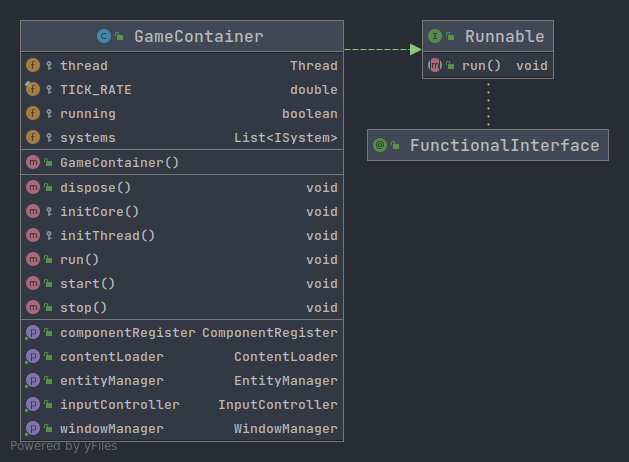 GameContainer
thread Thread
TICK_RATE double
running boolean
systems List<ISystem>
GameContainer()
dispose() void
initCore() void
initThread() void
run() void
start() void
stop() void
componentRegister ComponentRegister
contentLoader ContentLoader
entityManager EntityManager
inputController InputController
windowManager WindowManager
Runnable
run() void
FunctionalInterface
Powered by yFiles